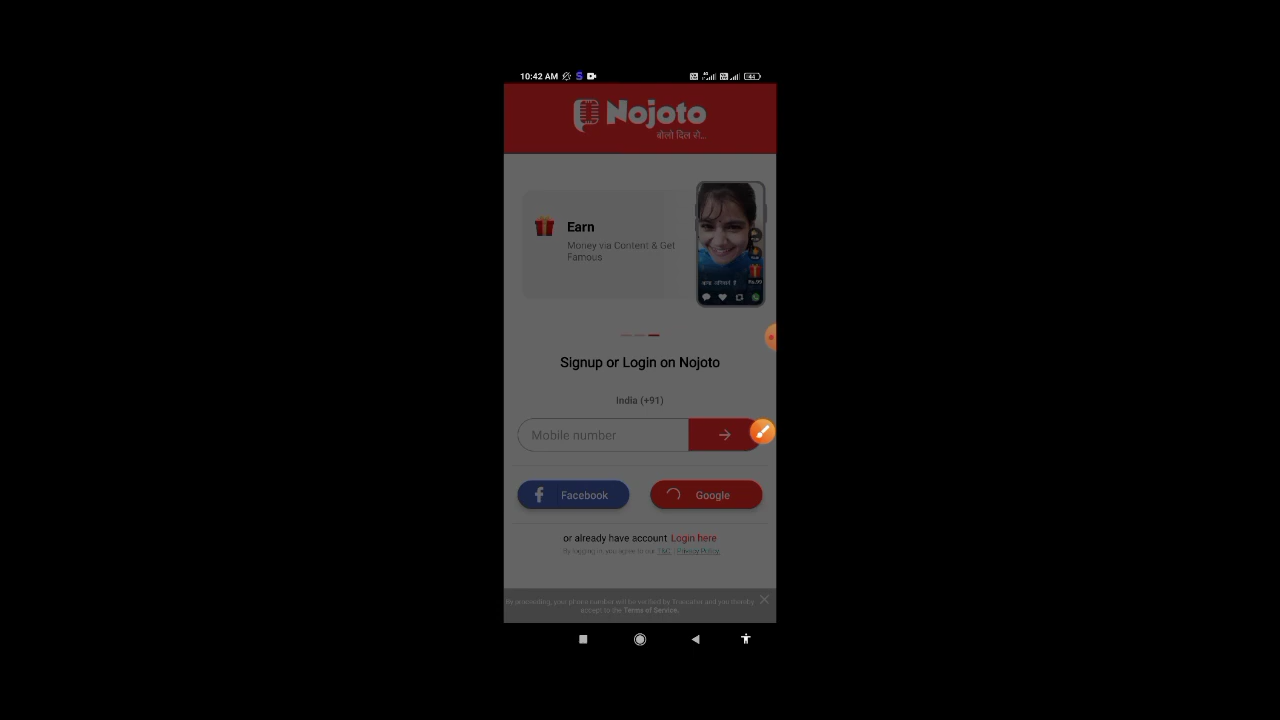 10:42 AM
Nojoto
बोलो दिल से...
Earn
Money via Content & Get
Famous
Signup or Login on Nojoto
India (+91)
Mobile number
Facebook
Google
or already have account Login here
By logging in, you agree to our T&C | Privacy Policy
By proceeding, your phone number will be verified by Truecaller and you thereby
accept to the Terms of Service.